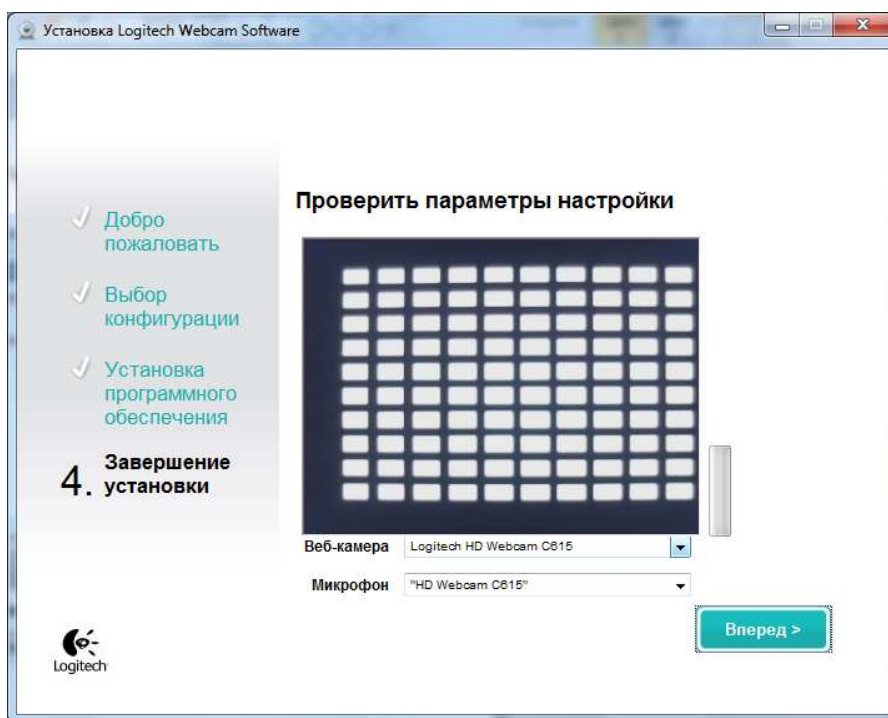 Установка Logitech Webcam Software
Проверить параметры настройки
Добро
пожаловать
Выбор
конфигурации
Установка
программного
обеспечения
4. Завершение
установки
Веб-камера Logitech HD Webcam C615
Микрофон "HD Webcam C615"
Вперед >
Logitech